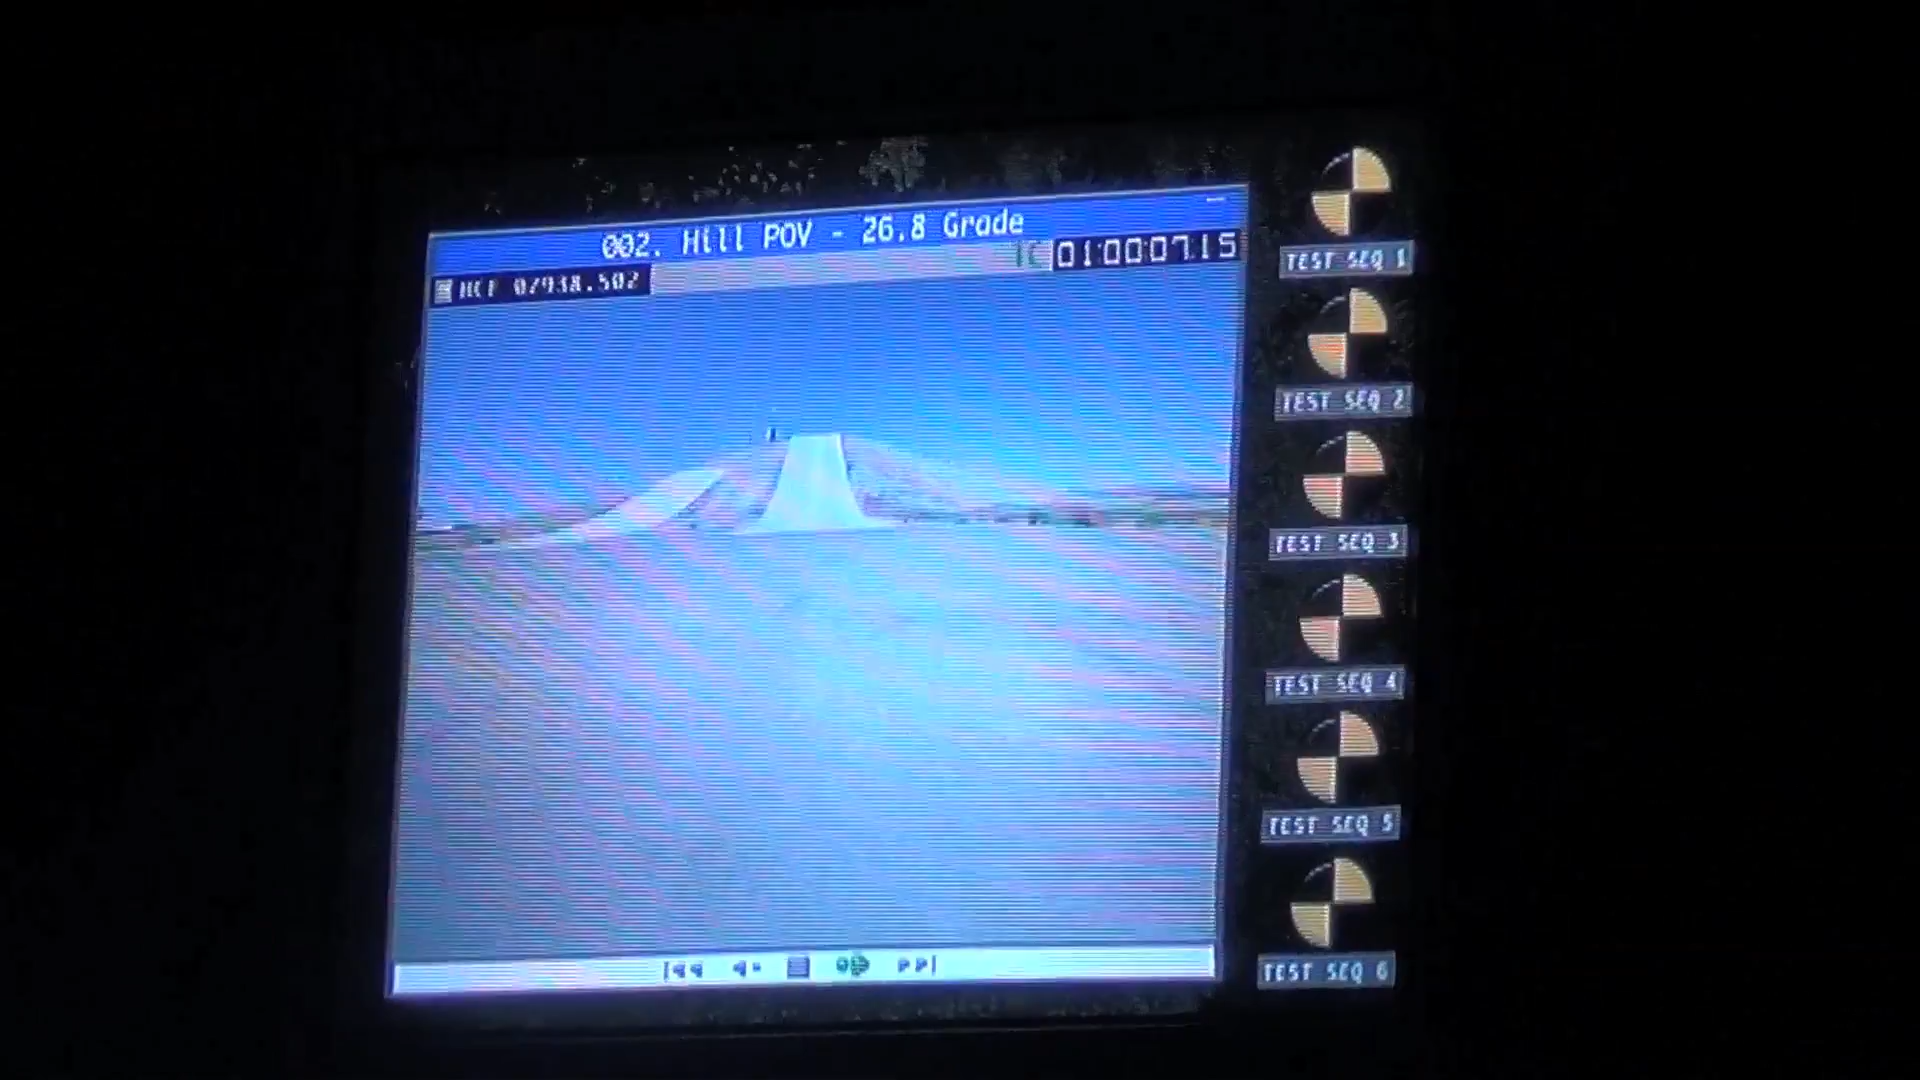 002. Hill POV - 26.8 Grade
TC 01:00:07.15
TEST SEQ 1
TEST SEQ 2
TEST SEQ 3
TEST SEQ 4
TEST SEQ 5
TEST SEQ 6